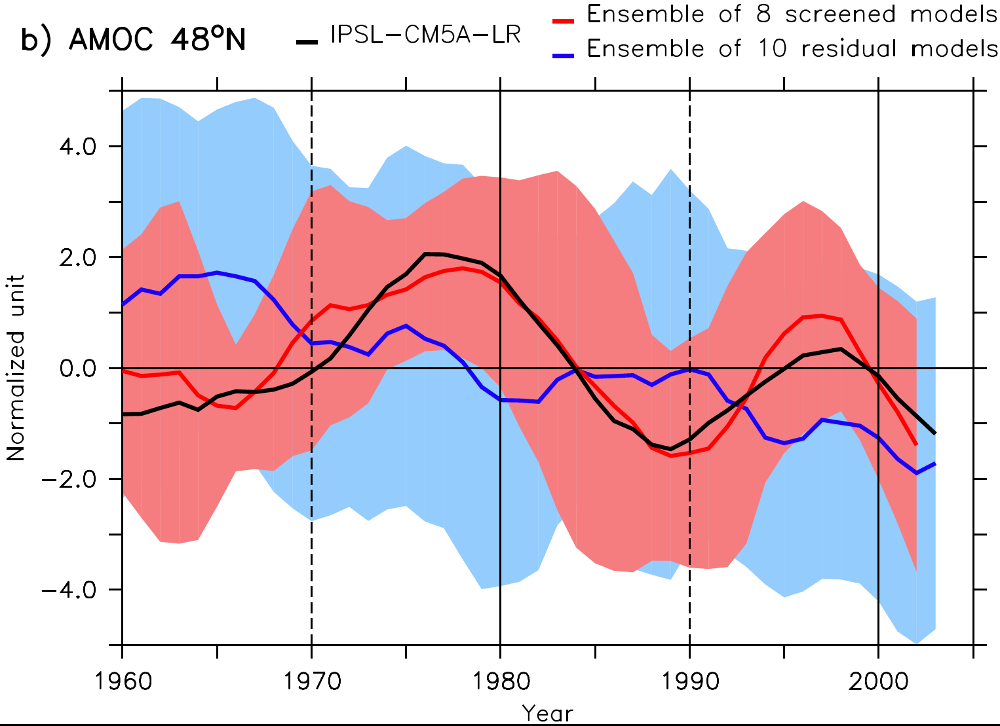 b) AMOC 48°N
IPSL-CM5A-LR
Ensemble of 8 screened models
Ensemble of 10 residual models
Normalized unit
4.0
2.0
0.0
-2.0
-4.0
1960 1970 1980 1990 2000
Year